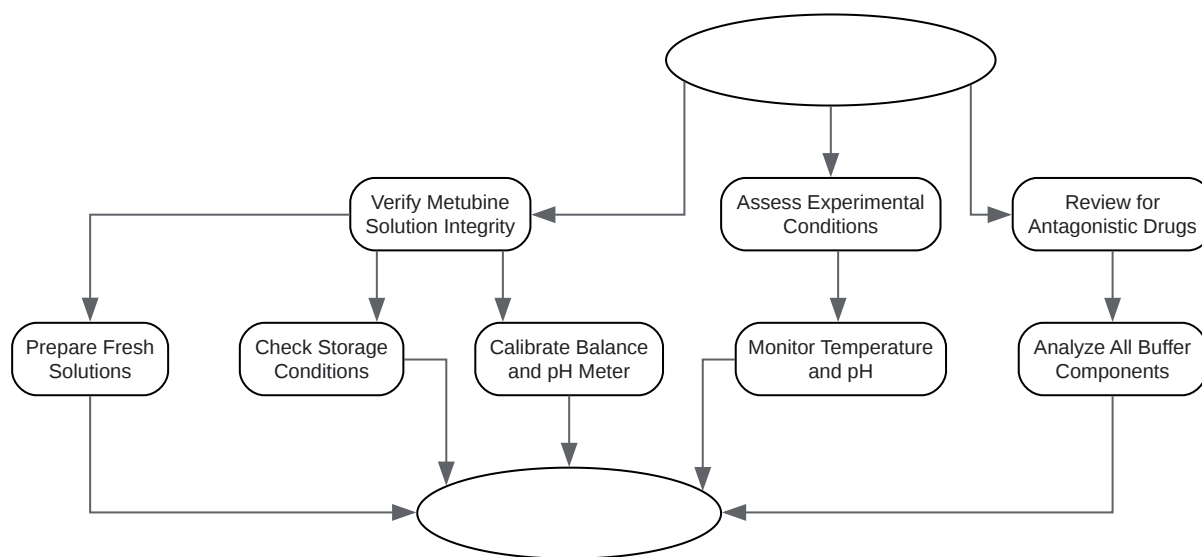 Verify Metubine
Solution Integrity
Assess Experimental
Conditions
Review for
Antagonistic Drugs
Prepare Fresh
Solutions
Check Storage
Conditions
Calibrate Balance
and pH Meter
Monitor Temperature
and pH
Analyze All Buffer
Components